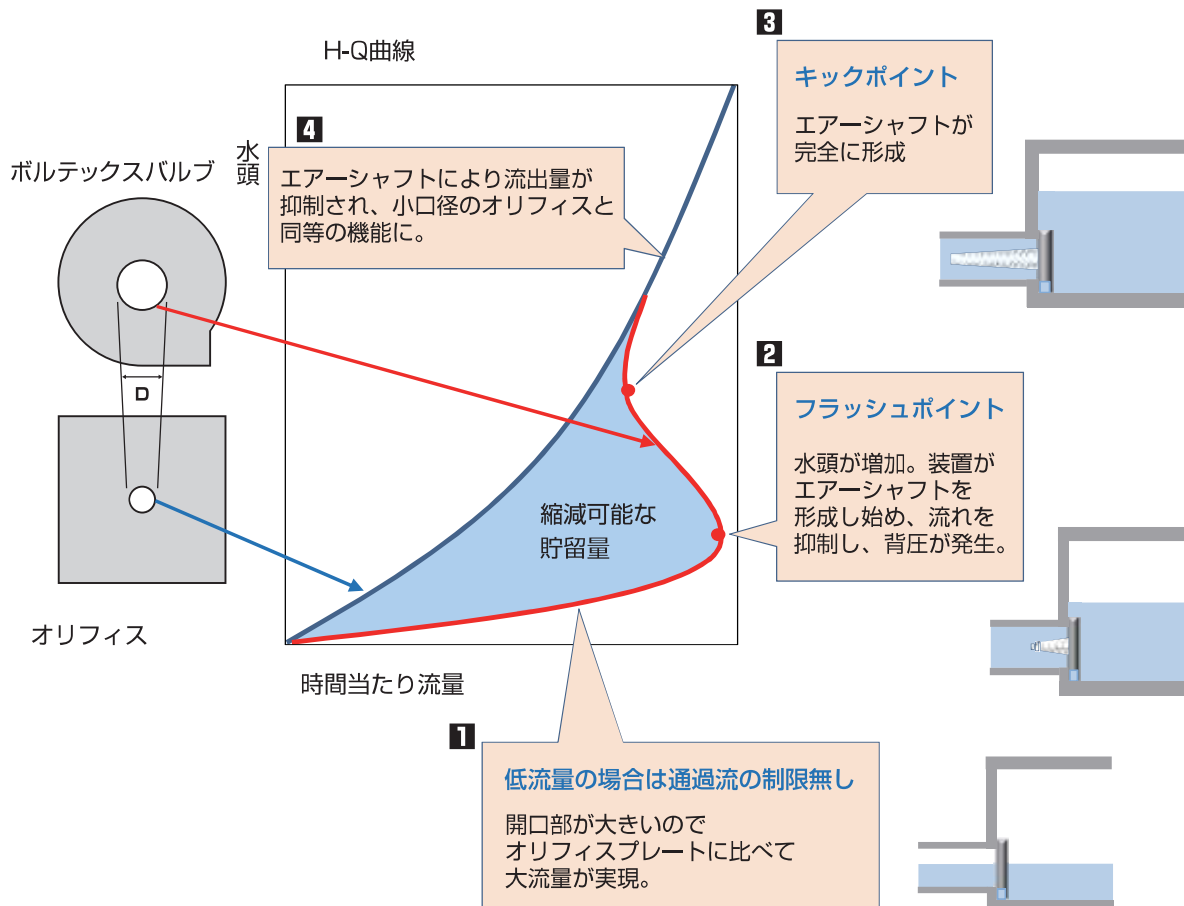 H-Q曲線
水頭
時間当たり流量
ボルテックスバルブ
D
オリフィス
縮減可能な
貯留量
1
低流量の場合は通過流の制限無し
開口部が大きいので
オリフィスプレートに比べて
大流量が実現。
2
フラッシュポイント
水頭が増加。装置が
エアーシャフトを
形成し始め、流れを
抑制し、背圧が発生。
3
キックポイント
エアーシャフトが
完全に形成
4
エアーシャフトにより流出量が
抑制され、小口径のオリフィスと
同等の機能に。